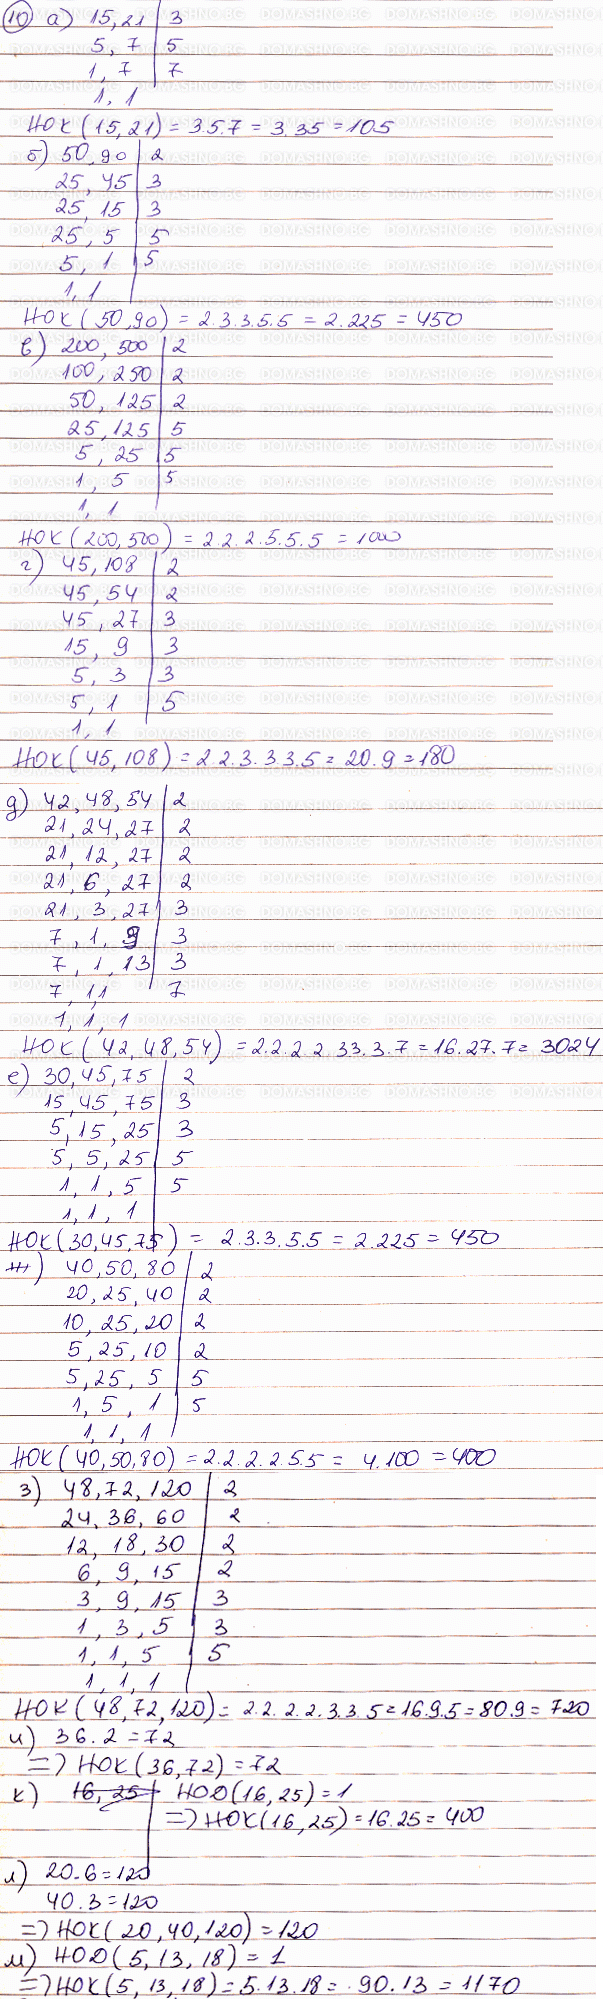 10 а) 15, 21 | 3
5, 7 | 5
1, 7 | 7
1, 1
НОК(15,21) = 3.5.7 = 3.35 = 105
б) 50, 90 | 2
25, 45 | 3
25, 15 | 3
25, 5 | 5
5, 1 | 5
1, 1
НОК(50,90) = 2.3.3.5.5 = 2.225 = 450
в) 200, 500 | 2
100, 250 | 2
50, 125 | 2
25, 125 | 5
5, 25 | 5
1, 5 | 5
1, 1
НОК(200,500) = 2.2.2.5.5.5 = 1000
г) 45, 108 | 2
45, 54 | 2
45, 27 | 3
15, 9 | 3
5, 3 | 3
5, 1 | 5
1, 1
НОК(45,108) = 2.2.3.3.3.5 = 20.9 = 180
д) 42, 48, 54 | 2
21, 24, 27 | 2
21, 12, 27 | 2
21, 6, 27 | 2
21, 3, 27 | 3
7, 1, 9 | 3
7, 1, 13 | 3
7, 1 1 | 7
1, 1, 1
НОК(42,48,54) = 2.2.2.2.33.3.7 = 16.27.7 = 3024
е) 30, 45, 75 | 2
15, 45, 75 | 3
5, 15, 25 | 3
5, 5, 25 | 5
1, 1, 5 | 5
1, 1, 1
НОК(30,45,75) = 2.3.3.5.5 = 2.225 = 450
ж) 40, 50, 80 | 2
20, 25, 40 | 2
10, 25, 20 | 2
5, 25, 10 | 2
5, 25, 5 | 5
1, 5, 1 | 5
1, 1, 1
НОК(40,50,80) = 2.2.2.2.5.5 = 4.100 = 400
з) 48, 72, 120 | 2
24, 36, 60 | 2
12, 18, 30 | 2
6, 9, 15 | 2
3, 9, 15 | 3
1, 3, 5 | 3
1, 1, 5 | 5
1, 1, 1
НОК(48,72,120) = 2.2.2.2.3.3.5 = 16.9.5 = 80.9 = 720
и) 36.2 = 72
=> НОК(36,72) = 72
к) 16, 25 | НОД(16,25) = 1
=> НОК(16,25) = 16.25 = 400
л) 20.6 = 120
40.3 = 120
=> НОК(20,40,120) = 120
м) НОД(5,13,18) = 1
=> НОК(5,13,18) = 5.13.18 = 90.13 = 1170
DOMASHNO.BG